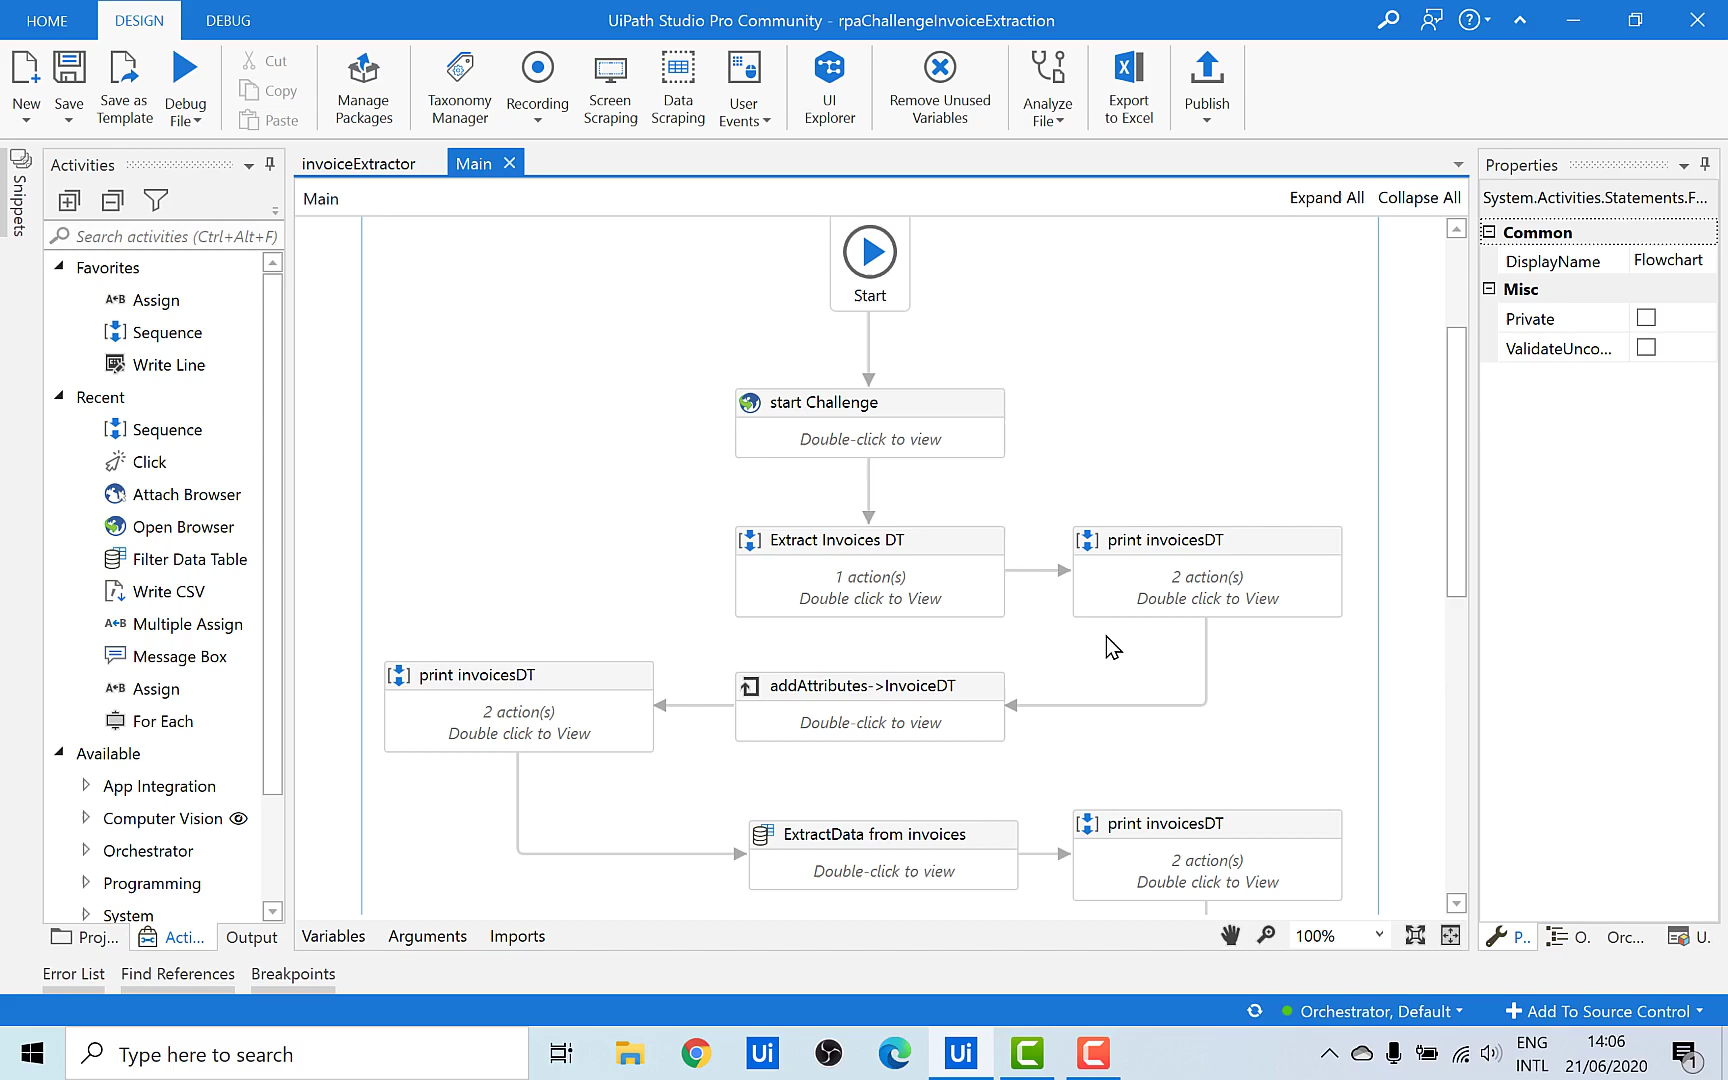 HOME
DESIGN
DEBUG
UiPath Studio Pro Community - rpaChallengeInvoiceExtraction
New
Save
Save as
Template
Debug
File
Cut
Copy
Paste
Manage
Packages
Taxonomy
Manager
Recording
Screen
Scraping
Data
Scraping
User
Events
UI
Explorer
Remove Unused
Variables
Analyze
File
Export
to Excel
Publish
Snippets
Activities
Search activities (Ctrl+Alt+F)
Favorites
A+B Assign
Sequence
Write Line
Recent
Sequence
Click
Attach Browser
Open Browser
Filter Data Table
Write CSV
A+B Multiple Assign
Message Box
A+B Assign
For Each
Available
App Integration
Computer Vision
Orchestrator
Programming
System
Proj...
Acti...
Output
invoiceExtractor
Main
Main
Expand All
Collapse All
Start
start Challenge
Double-click to view
Extract Invoices DT
1 action(s)
Double click to View
print invoicesDT
2 action(s)
Double click to View
print invoicesDT
2 action(s)
Double click to View
addAttributes->InvoiceDT
Double-click to view
ExtractData from invoices
Double-click to view
print invoicesDT
2 action(s)
Double click to View
Variables
Arguments
Imports
100%
Properties
System.Activities.Statements.F...
Common
DisplayName
Flowchart
Misc
Private
ValidateUnco...
P..
O.
Orc...
U.
Error List
Find References
Breakpoints
Orchestrator, Default
Add To Source Control
Type here to search
Ui
Ui
ENG
INTL
14:06
21/06/2020
1